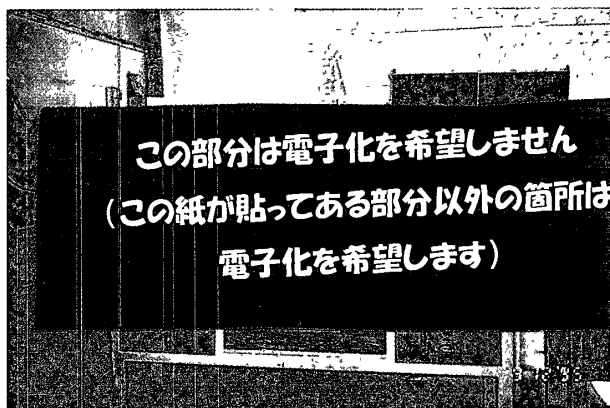 この部分は電子化を希望しません
(この紙が貼ってある部分以外の箇所は
電子化を希望します)